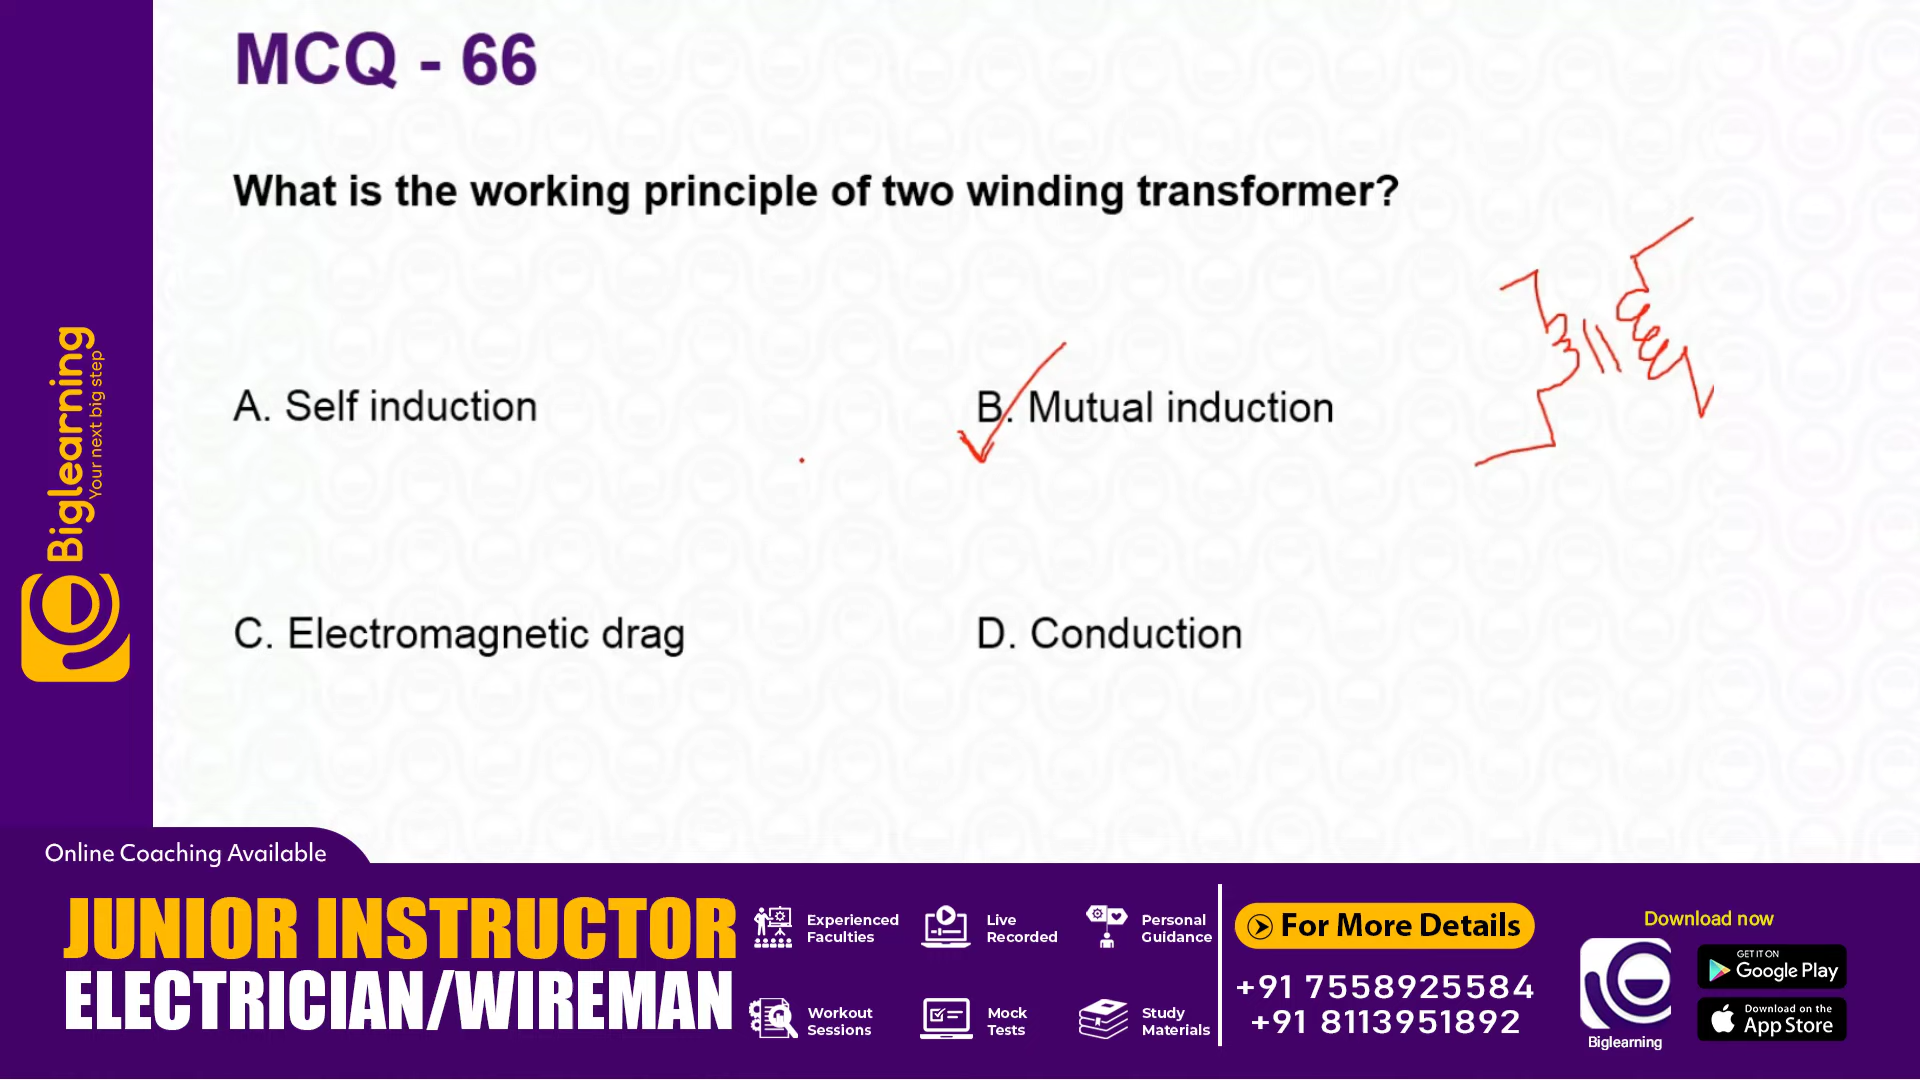 MCQ - 66
What is the working principle of two winding transformer?
A. Self induction
B. Mutual induction
C. Electromagnetic drag
D. Conduction
Biglearning
Your next big step
Online Coaching Available
JUNIOR INSTRUCTOR
ELECTRICIAN/WIREMAN
Experienced
Faculties
Live
Recorded
Personal
Guidance
Workout
Sessions
Mock
Tests
Study
Materials
For More Details
+91 7558925584
+91 8113951892
Download now
Biglearning
GET IT ON
Google Play
Download on the
App Store